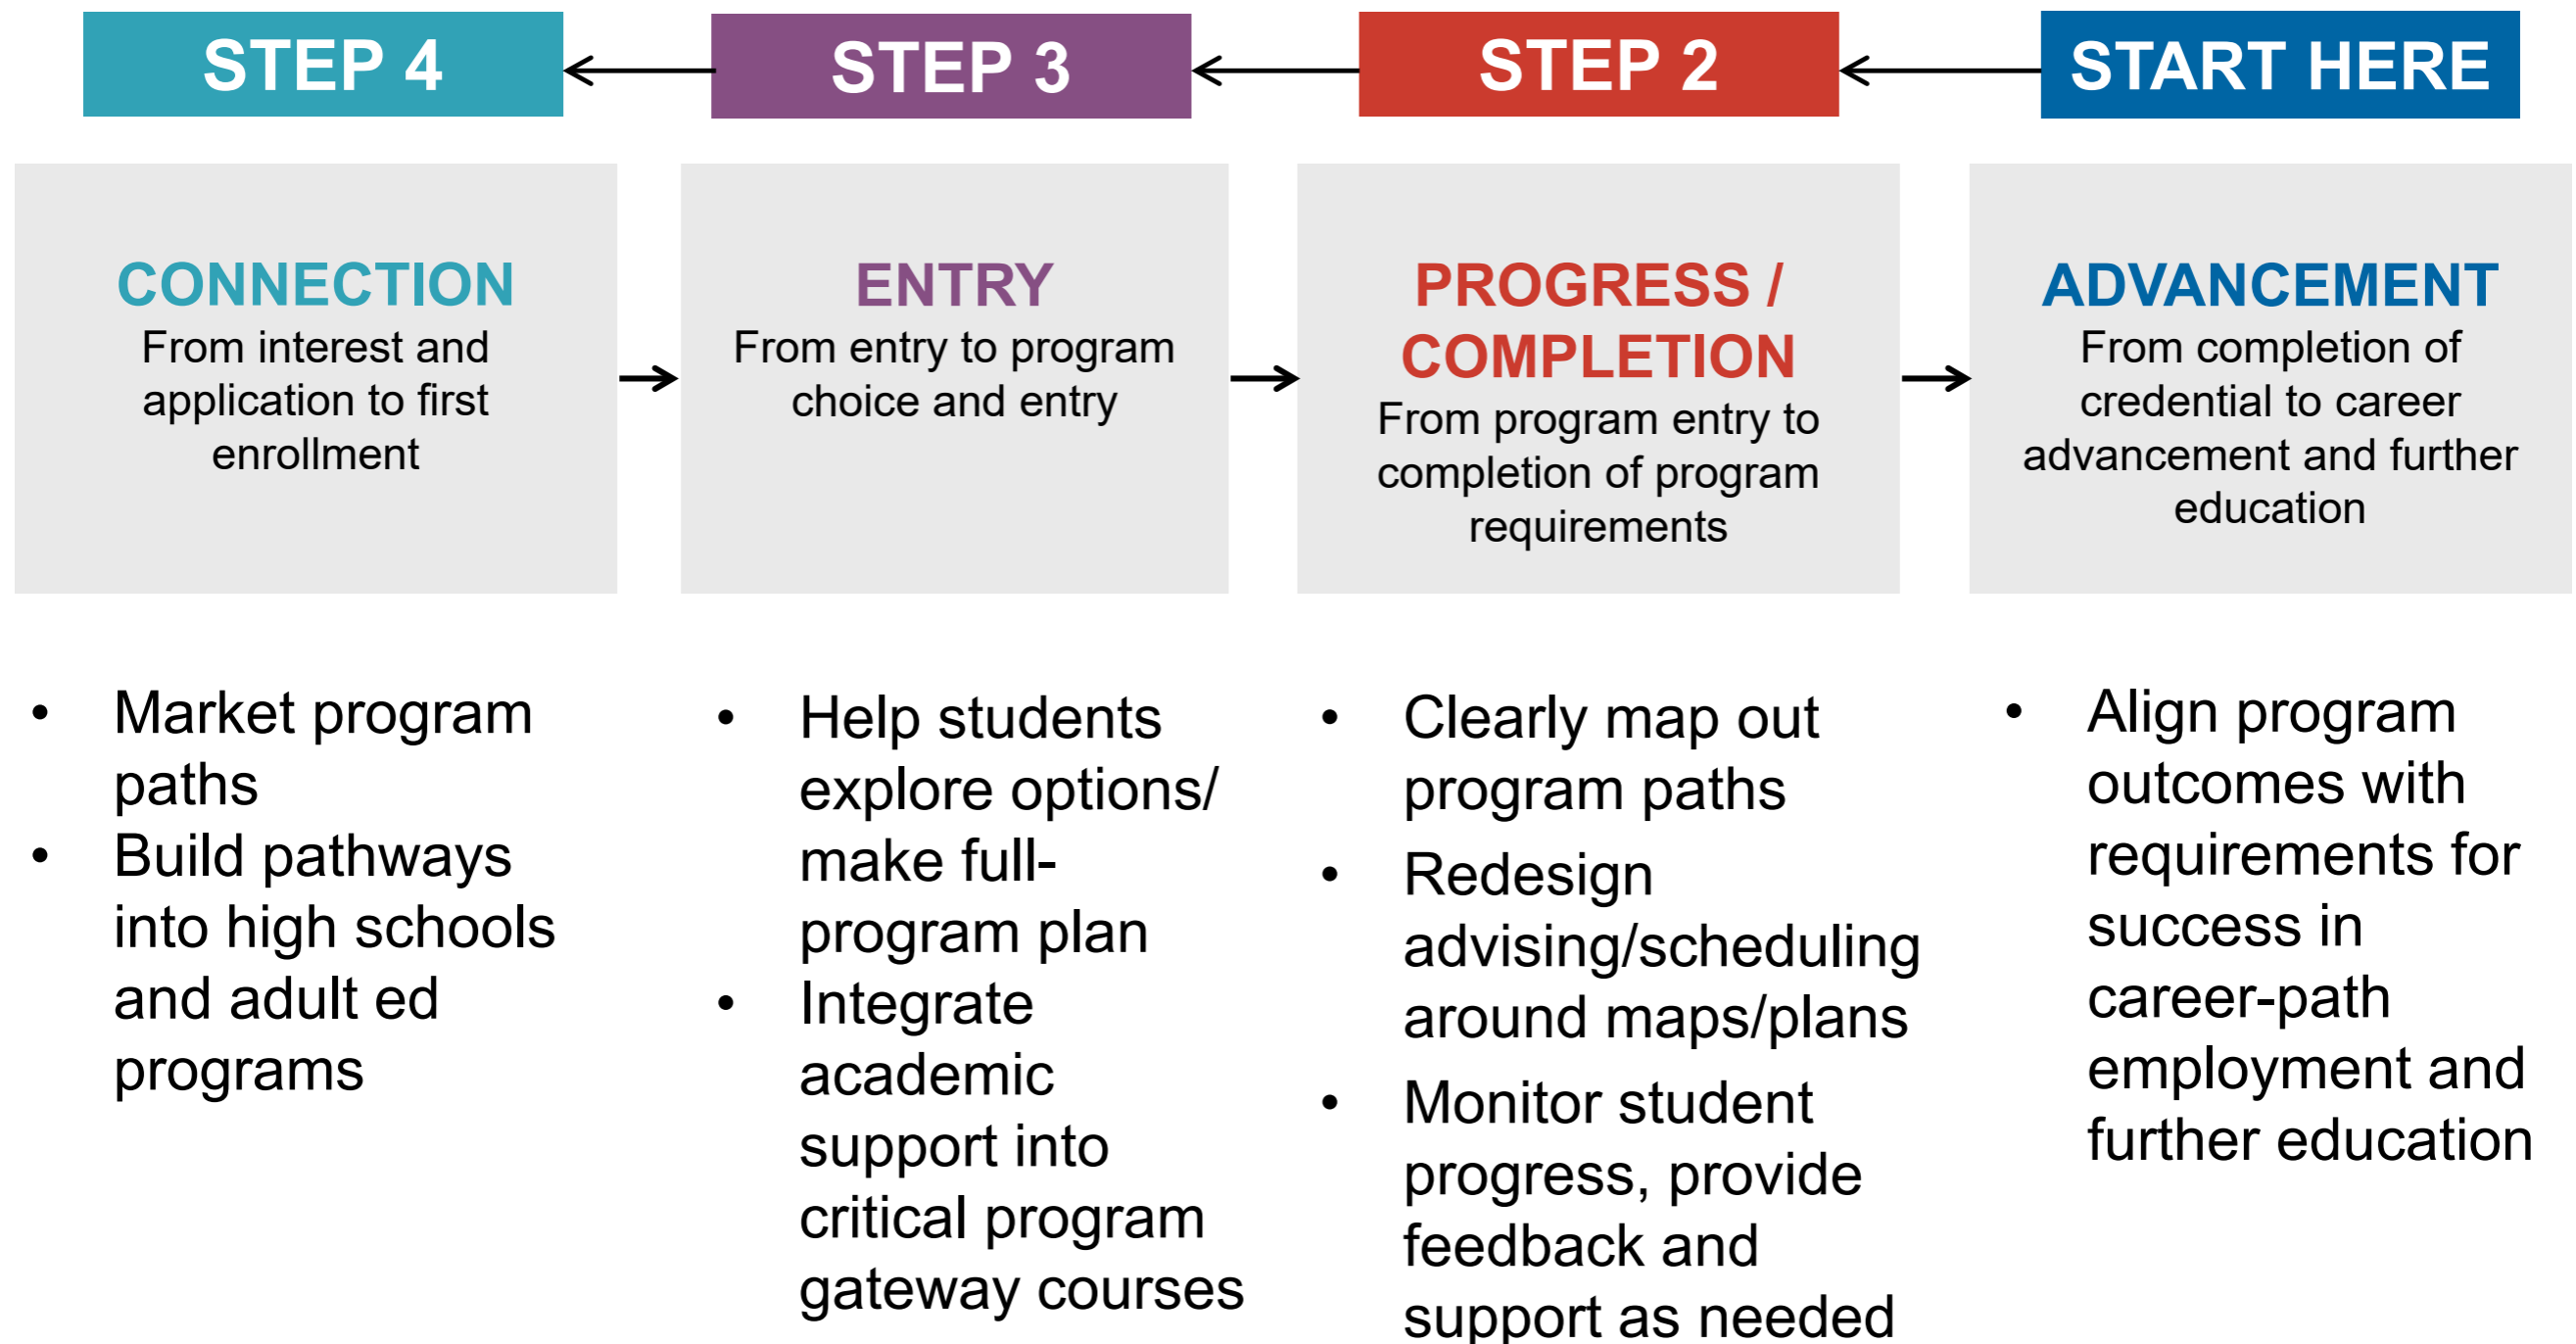 STEP 4
STEP 3
STEP 2
START HERE
CONNECTION
From interest and
application to first
enrollment
ENTRY
From entry to program
choice and entry
PROGRESS /
COMPLETION
From program entry to
completion of program
requirements
ADVANCEMENT
From completion of
credential to career
advancement and further
education
• Market program
paths
• Build pathways
into high schools
and adult ed
programs
• Help students
explore options/
make full-
program plan
• Integrate
academic
support into
critical program
gateway courses
• Clearly map out
program paths
• Redesign
advising/scheduling
around maps/plans
• Monitor student
progress, provide
feedback and
support as needed
• Align program
outcomes with
requirements for
success in
career-path
employment and
further education